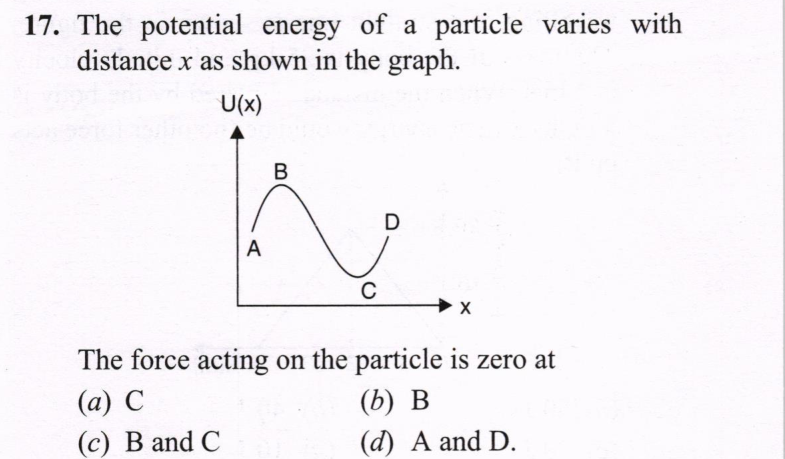 17. The potential energy of a particle varies with
distance x as shown in the graph.
U(x)
B
D
A
C
x
The force acting on the particle is zero at
(a) C (b) B
(c) B and C (d) A and D.